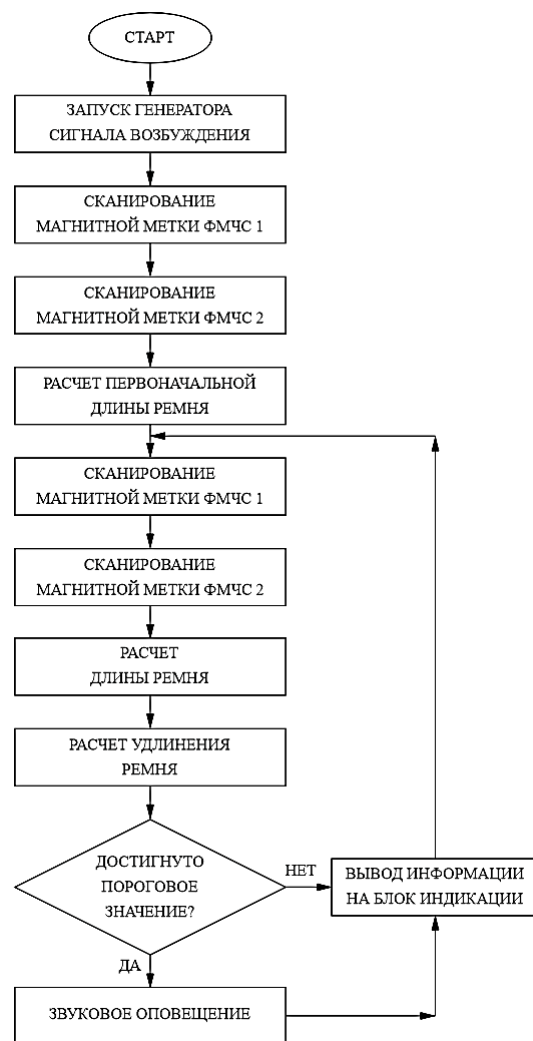 СТАРТ
ЗАПУСК ГЕНЕРАТОРА
СИГНАЛА ВОЗБУЖДЕНИЯ
СКАНИРОВАНИЕ
МАГНИТНОЙ МЕТКИ ФМЧС 1
СКАНИРОВАНИЕ
МАГНИТНОЙ МЕТКИ ФМЧС 2
РАСЧЕТ ПЕРВОНАЧАЛЬНОЙ
ДЛИНЫ РЕМНЯ
СКАНИРОВАНИЕ
МАГНИТНОЙ МЕТКИ ФМЧС 1
СКАНИРОВАНИЕ
МАГНИТНОЙ МЕТКИ ФМЧС 2
РАСЧЕТ
ДЛИНЫ РЕМНЯ
РАСЧЕТ УДЛИНЕНИЯ
РЕМНЯ
ДОСТИГНУТО
ПОРОГОВОЕ
ЗНАЧЕНИЕ?
НЕТ
ВЫВОД ИНФОРМАЦИИ
НА БЛОК ИНДИКАЦИИ
ДА
ЗВУКОВОЕ ОПОВЕЩЕНИЕ